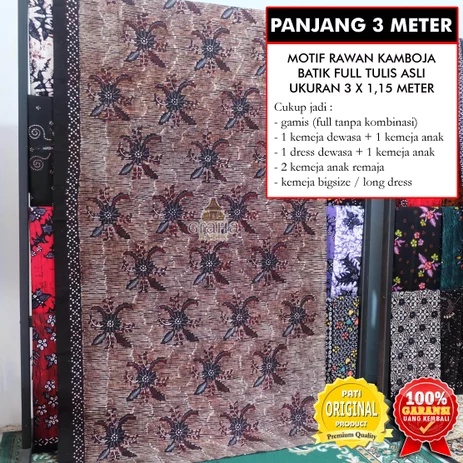 PANJANG 3 METER
MOTIF RAWAN KAMBOJA
BATIK FULL TULIS ASLI
UKURAN 3 X 1,15 METER
Cukup jadi :
- gamis (full tanpa kombinasi)
- 1 kemeja dewasa + 1 kemeja anak
- 1 dress dewasa + 1 kemeja anak
- 2 kemeja anak remaja
- kemeja bigsize / long dress
PATI
ORIGINAL
PRODUCT
Premium Quality
100%
GARANSI
UANG KEMBALI